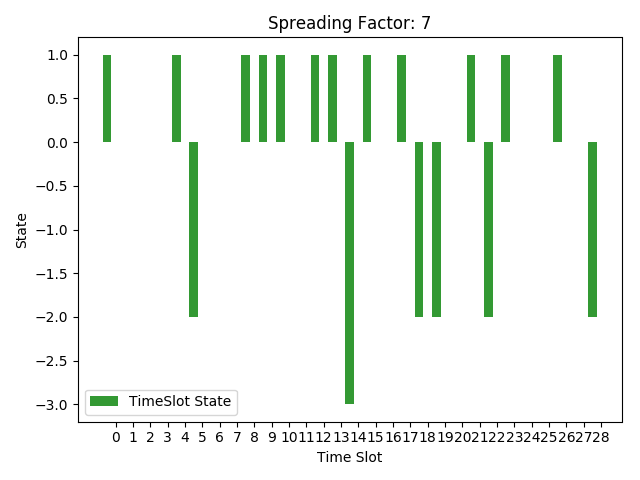 Spreading Factor: 7
1.0
0.5
0.0
−0.5
−1.0
−1.5
−2.0
−2.5
−3.0
State
TimeSlot State
0 1 2 3 4 5 6 7 8 9 10 11 12 13 14 15 16 17 18 19 20 21 22 23 24 25 26 27 28
Time Slot